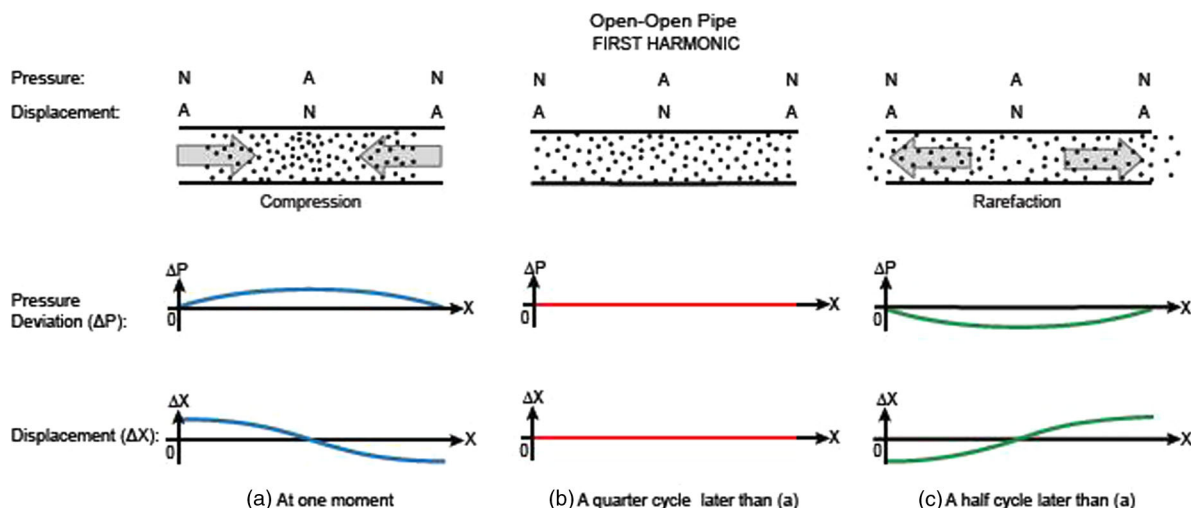 Open-Open Pipe
FIRST HARMONIC
Pressure: N A N N A N N A N
Displacement: A N A A N A A N A
Compression Rarefaction
ΔP ΔP ΔP
Pressure
Deviation (ΔP):
0 X 0 X 0 X
ΔX ΔX ΔX
Displacement (ΔX): X X X
0 0 0
(a) At one moment (b) A quarter cycle later than (a) (c) A half cycle later than (a)